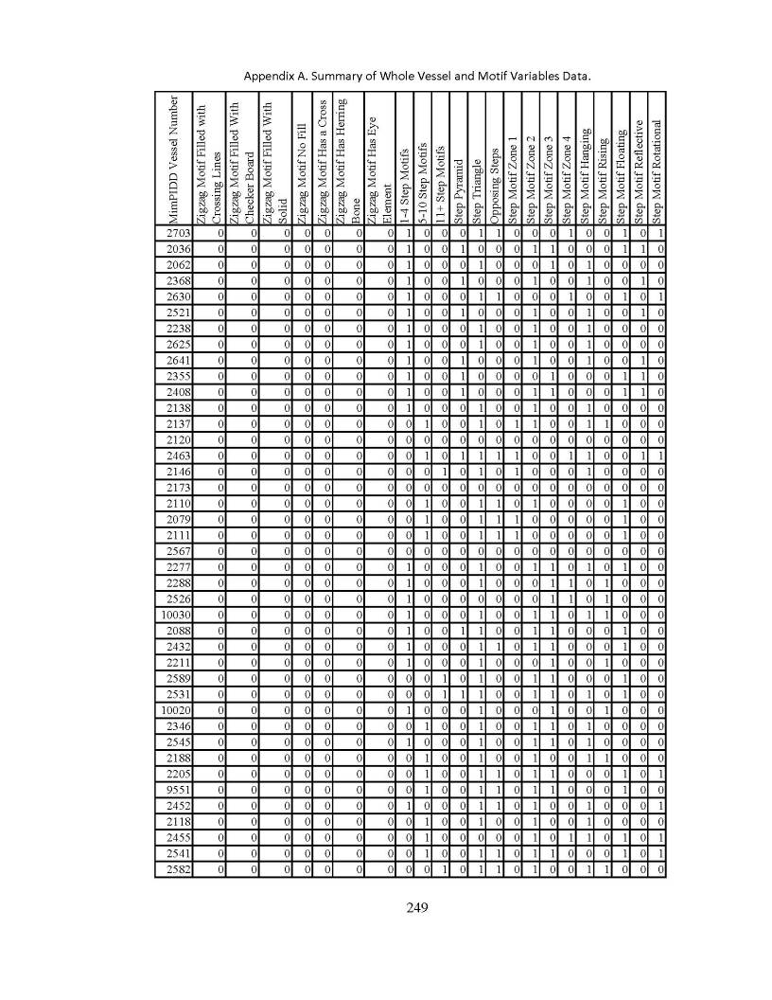 Appendix A. Summary of Whole Vessel and Motif Variables Data.
MimPIDD Vessel Number
Zigzag Motif Filled with
Crossing Lines
Zigzag Motif Filled With
Checker Board
Zigzag Motif Filled With
Solid
Zigzag Motif No Fill
Zigzag Motif Has a Cross
Zigzag Motif Has Herring
Bone
Zigzag Motif Has Eye
Element
1-4 Step Motifs
5-10 Step Motifs
11+ Step Motifs
Step Pyramid
Step Triangle
Opposing Steps
Step Motif Zone 1
Step Motif Zone 2
Step Motif Zone 3
Step Motif Zone 4
Step Motif Hanging
Step Motif Rising
Step Motif Floating
Step Motif Reflective
Step Motif Rotational
2703 0 0 0 0 0 0 0 1 0 0 0 1 1 0 0 0 1 0 0 1 0 1
2036 0 0 0 0 0 0 0 1 0 0 1 0 0 0 1 1 0 0 0 1 1 0
2062 0 0 0 0 0 0 0 1 0 0 0 1 0 0 0 1 0 1 0 0 0 0
2368 0 0 0 0 0 0 0 1 0 0 1 0 0 0 1 0 0 1 0 0 1 0
2630 0 0 0 0 0 0 0 1 0 0 0 1 1 0 0 0 1 0 0 1 0 1
2521 0 0 0 0 0 0 0 1 0 0 1 0 0 0 1 0 0 1 0 0 1 0
2238 0 0 0 0 0 0 0 1 0 0 0 1 0 0 1 0 0 1 0 0 0 0
2625 0 0 0 0 0 0 0 1 0 0 0 1 0 0 1 0 0 1 0 0 0 0
2641 0 0 0 0 0 0 0 1 0 0 1 0 0 0 1 0 0 1 0 0 1 0
2355 0 0 0 0 0 0 0 1 0 0 1 0 0 0 0 1 0 0 0 1 1 0
2408 0 0 0 0 0 0 0 1 0 0 1 0 0 0 1 1 0 0 0 1 1 0
2138 0 0 0 0 0 0 0 1 0 0 0 1 0 0 1 0 0 1 0 0 0 0
2137 0 0 0 0 0 0 0 0 1 0 0 1 0 1 1 0 0 1 1 0 0 0
2120 0 0 0 0 0 0 0 0 0 0 0 0 0 0 0 0 0 0 0 0 0 0
2463 0 0 0 0 0 0 0 0 1 0 1 1 1 1 0 0 1 1 0 0 1 1
2146 0 0 0 0 0 0 0 0 0 1 0 1 0 1 0 0 0 1 0 0 0 0
2173 0 0 0 0 0 0 0 0 0 0 0 0 0 0 0 0 0 0 0 0 0 0
2110 0 0 0 0 0 0 0 0 1 0 0 1 1 0 1 0 0 0 0 1 0 0
2079 0 0 0 0 0 0 0 0 1 0 0 1 1 1 0 0 0 0 0 1 0 0
2111 0 0 0 0 0 0 0 0 1 0 0 1 1 1 0 0 0 0 0 1 0 0
2567 0 0 0 0 0 0 0 0 0 0 0 0 0 0 0 0 0 0 0 0 0 0
2277 0 0 0 0 0 0 0 1 0 0 0 1 0 0 1 1 0 1 0 1 0 0
2288 0 0 0 0 0 0 0 1 0 0 0 1 0 0 0 1 1 0 1 0 0 0
2526 0 0 0 0 0 0 0 1 0 0 0 0 0 0 0 1 1 0 1 0 0 0
10030 0 0 0 0 0 0 0 1 0 0 0 1 0 0 1 1 0 1 1 0 0 0
2088 0 0 0 0 0 0 0 1 0 0 1 1 0 0 1 1 0 0 0 1 0 0
2432 0 0 0 0 0 0 0 1 0 0 0 1 1 0 1 1 0 0 0 1 0 0
2211 0 0 0 0 0 0 0 1 0 0 0 1 0 0 0 1 0 0 1 0 0 0
2589 0 0 0 0 0 0 0 0 0 1 0 1 0 0 1 1 0 0 0 1 0 0
2531 0 0 0 0 0 0 0 0 0 1 1 1 0 0 1 1 0 1 0 1 0 0
10020 0 0 0 0 0 0 0 1 0 0 0 1 0 0 0 1 0 0 1 0 0 0
2346 0 0 0 0 0 0 0 0 1 0 0 1 0 0 1 1 0 1 0 0 0 0
2545 0 0 0 0 0 0 0 1 0 0 0 1 0 0 1 1 0 1 0 0 0 0
2188 0 0 0 0 0 0 0 0 1 0 0 1 0 0 1 0 0 1 1 0 0 0
2205 0 0 0 0 0 0 0 0 1 0 0 1 1 0 1 1 0 0 0 1 0 1
9551 0 0 0 0 0 0 0 0 1 0 0 1 1 0 1 1 0 0 0 1 0 0
2452 0 0 0 0 0 0 0 1 0 0 0 1 1 0 1 0 0 1 0 0 0 1
2118 0 0 0 0 0 0 0 0 1 0 0 1 0 0 1 0 0 1 0 0 0 0
2455 0 0 0 0 0 0 0 0 1 0 0 0 0 0 1 0 1 1 0 1 0 1
2541 0 0 0 0 0 0 0 0 1 0 0 1 1 0 1 1 0 0 0 1 0 1
2582 0 0 0 0 0 0 0 0 0 1 0 1 1 0 1 0 0 1 1 0 0 0
249